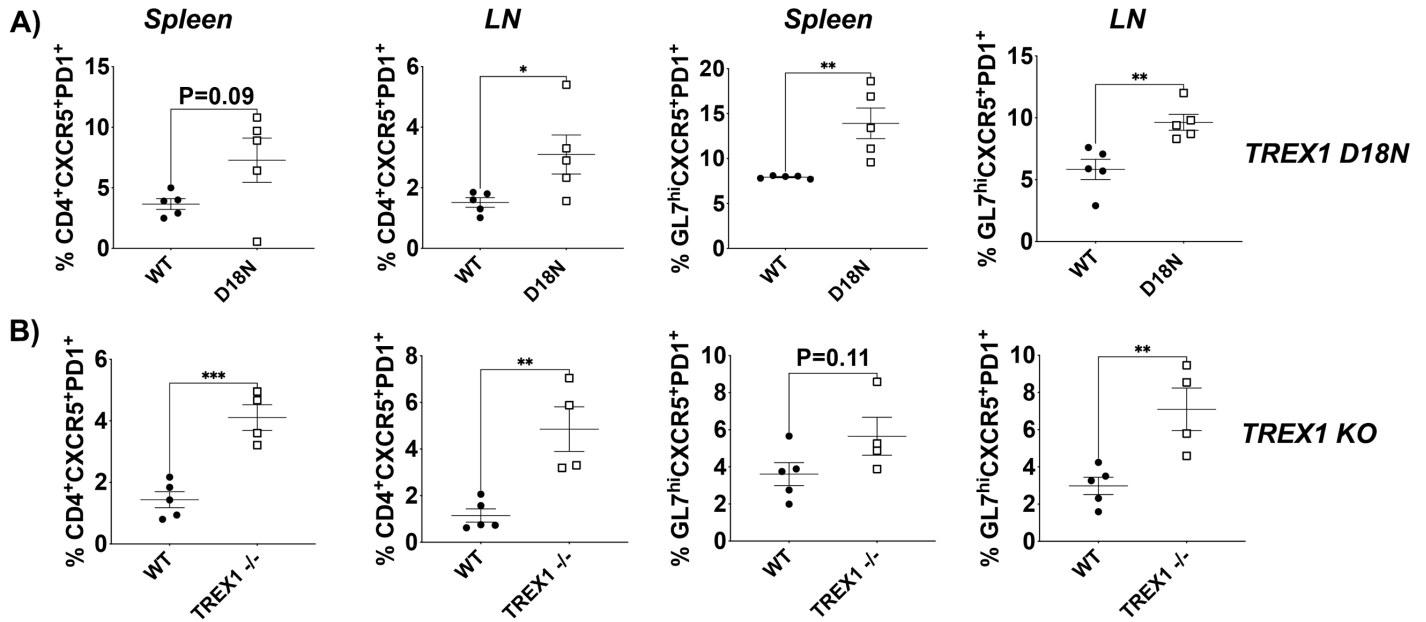 A)
Spleen
LN
Spleen
LN
% CD4+CXCR5+PD1+
15
10
5
0
P=0.09
WT
D18N
% CD4+CXCR5+PD1+
6
4
2
0
*
WT
D18N
% GL7hiCXCR5+PD1+
20
15
10
5
0
**
WT
D18N
% GL7hiCXCR5+PD1+
15
10
5
0
**
WT
D18N
TREX1 D18N
B)
% CD4+CXCR5+PD1+
6
4
2
0
***
WT
TREX1 -/-
% CD4+CXCR5+PD1+
8
6
4
2
0
**
WT
TREX1 -/-
% GL7hiCXCR5+PD1+
10
8
6
4
2
0
P=0.11
WT
TREX1 -/-
% GL7hiCXCR5+PD1+
10
8
6
4
2
0
**
WT
TREX1 -/-
TREX1 KO